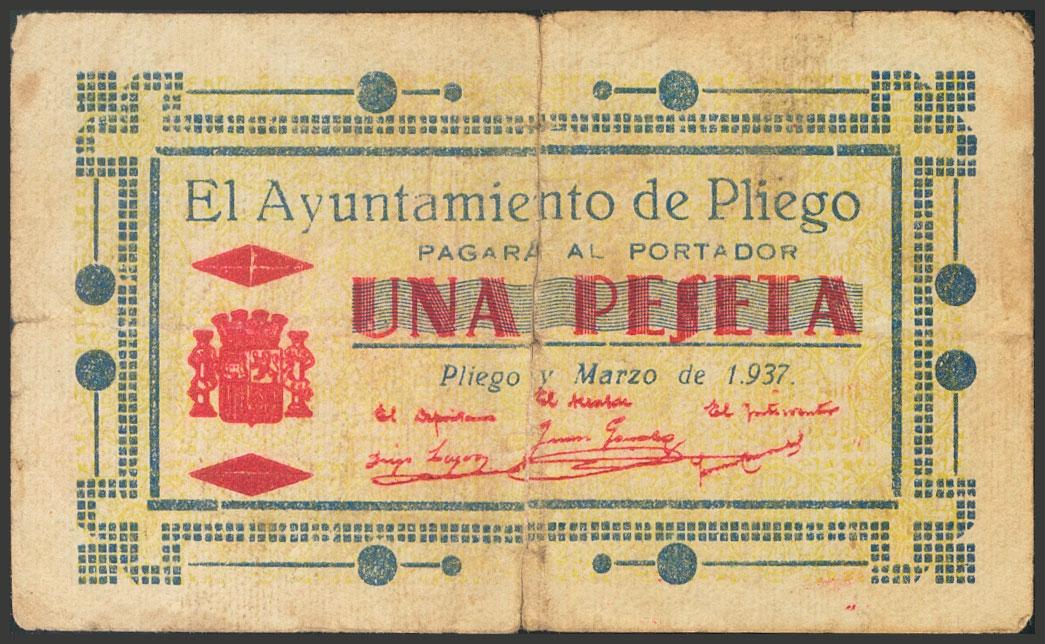 El Ayuntamiento de Pliego
PAGARÁ AL PORTADOR
UNA PESETA
Pliego y Marzo de 1.937.
El Depositario El Alcalde El Interventor